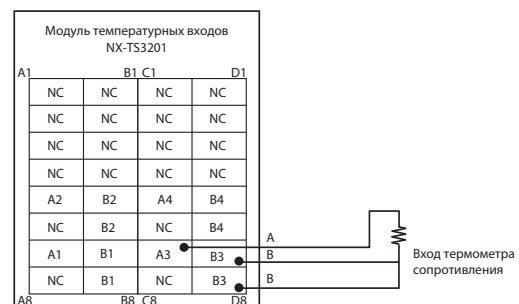 Модуль температурных входов
NX-TS3201
A1 B1 C1 D1
NC NC NC NC
NC NC NC NC
NC NC NC NC
NC NC NC NC
A2 B2 A4 B4
NC B2 NC B4
A
A1 B1 A3 B3
B
Вход термометра
сопротивления
NC B1 NC B3
B
A8 B8 C8 D8